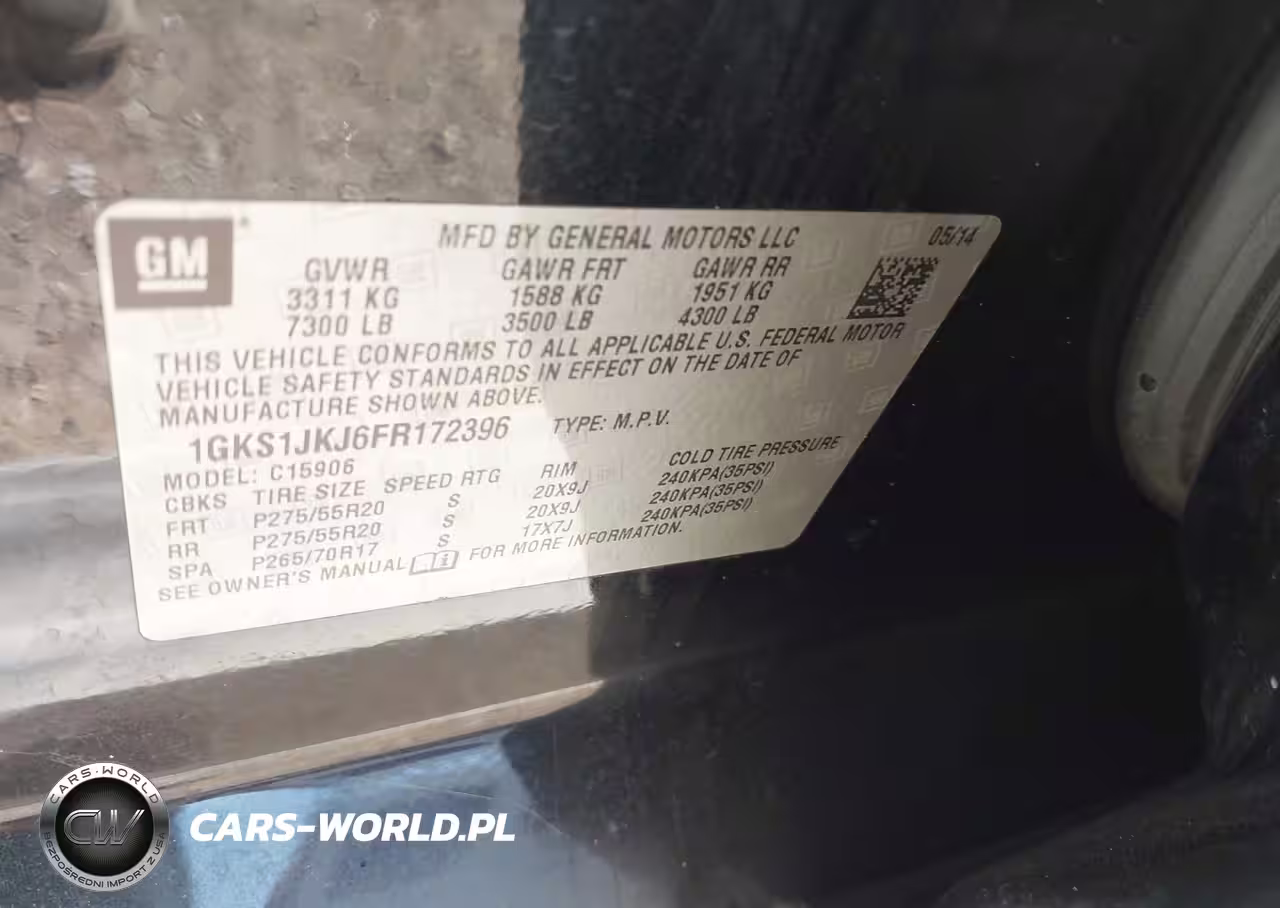 GM
MFD BY GENERAL MOTORS LLC 05/14
GVWR GAWR FRT GAWR RR
3311 KG 1588 KG 1951 KG
7300 LB 3500 LB 4300 LB
THIS VEHICLE CONFORMS TO ALL APPLICABLE U.S. FEDERAL MOTOR
VEHICLE SAFETY STANDARDS IN EFFECT ON THE DATE OF
MANUFACTURE SHOWN ABOVE.
1GKS1JKJ6FR172396 TYPE: M.P.V.
MODEL: C15906
CBKS TIRE SIZE SPEED RTG RIM COLD TIRE PRESSURE
FRT P275/55R20 S 20X9J 240KPA(35PSI)
RR P275/55R20 S 20X9J 240KPA(35PSI)
SPA P265/70R17 S 17X7J 240KPA(35PSI)
SEE OWNER'S MANUAL FOR MORE INFORMATION.
CARS-WORLD
CW
BEZPOŚREDNI IMPORT Z USA
CARS-WORLD.PL